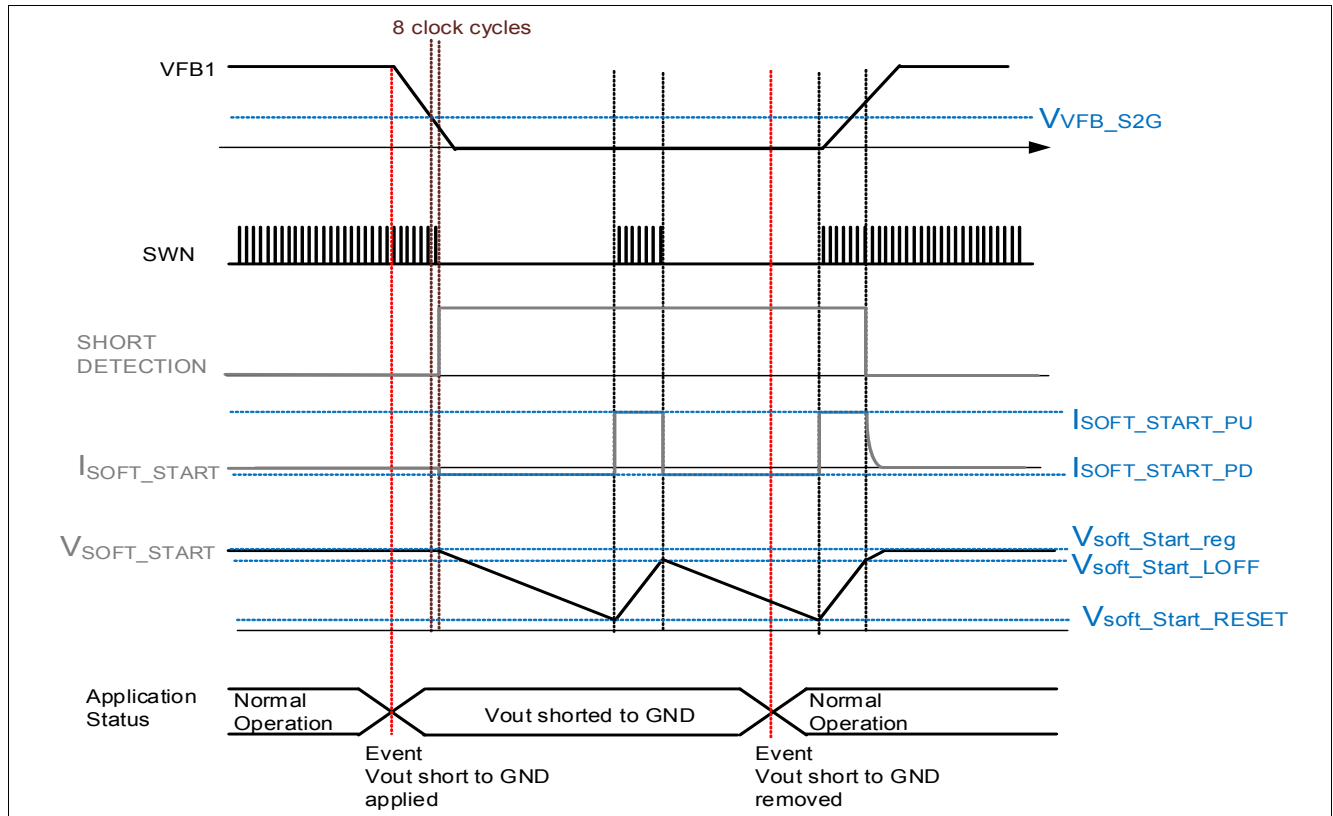 8 clock cycles
VFB1
VVFB_S2G
SWN
SHORT
DETECTION
ISOFT_START_PU
ISOFT_START
ISOFT_START_PD
VSOFT_START
Vsoft_Start_reg
Vsoft_Start_LOFF
Vsoft_Start_RESET
Application
Status
Normal
Operation
Vout shorted to GND
Normal
Operation
Event
Vout short to GND
applied
Event
Vout short to GND
removed